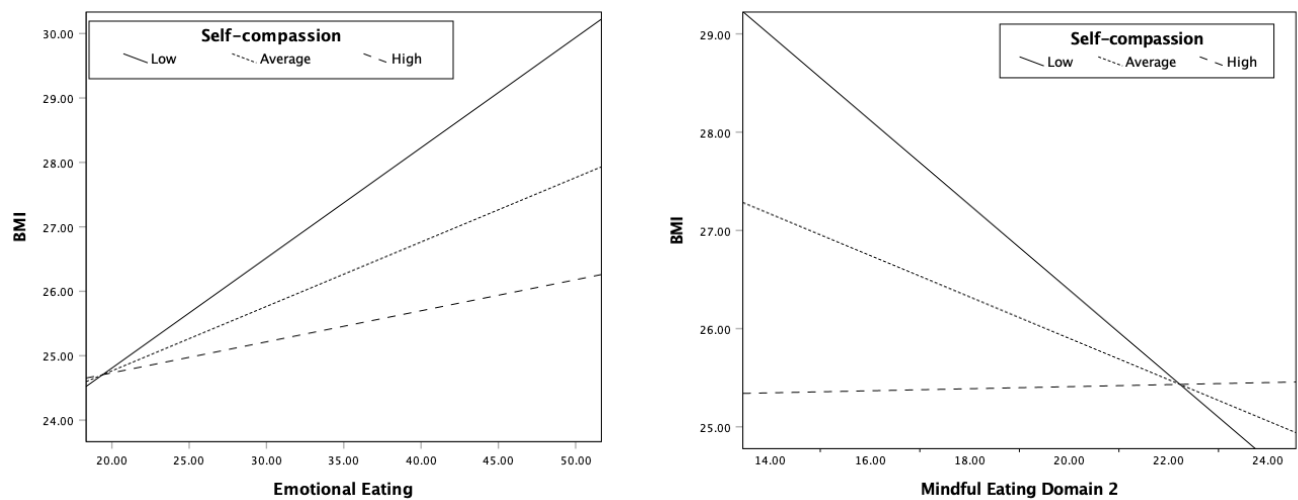 Self-compassion
Low Average High
30.00
29.00
28.00
27.00
26.00
25.00
24.00
BMI
20.00 25.00 30.00 35.00 40.00 45.00 50.00
Emotional Eating
Self-compassion
Low Average High
29.00
28.00
27.00
26.00
25.00
BMI
14.00 16.00 18.00 20.00 22.00 24.00
Mindful Eating Domain 2